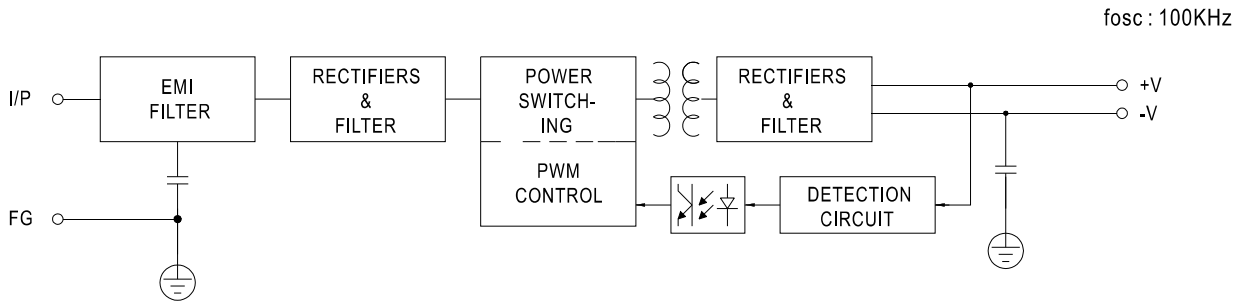 fosc : 100KHz
I/P
EMI
FILTER
RECTIFIERS
&
FILTER
POWER
SWITCH-
ING
PWM
CONTROL
RECTIFIERS
&
FILTER
+V
-V
DETECTION
CIRCUIT
FG